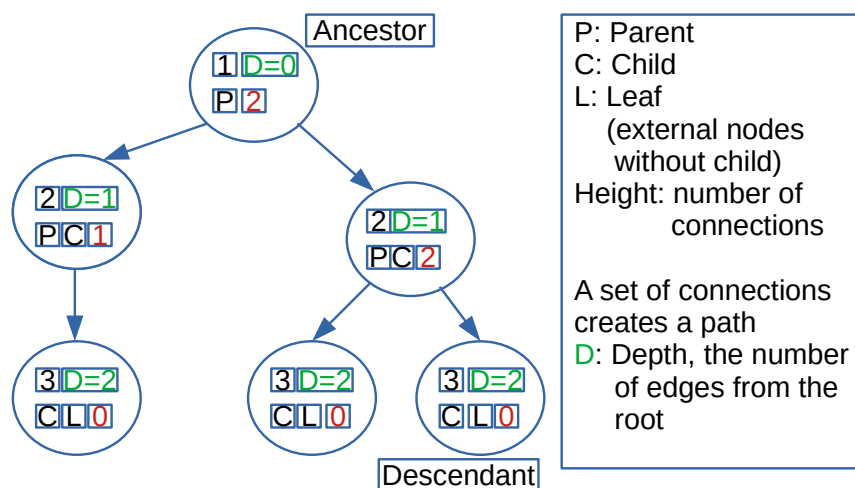 Ancestor
1 D=0
P 2
2 D=1
P C 1
2 D=1
P C 2
3 D=2
C L 0
3 D=2
C L 0
3 D=2
C L 0
Descendant
P: Parent
C: Child
L: Leaf
(external nodes
without child)
Height: number of
connections
A set of connections
creates a path
D: Depth, the number
of edges from the
root